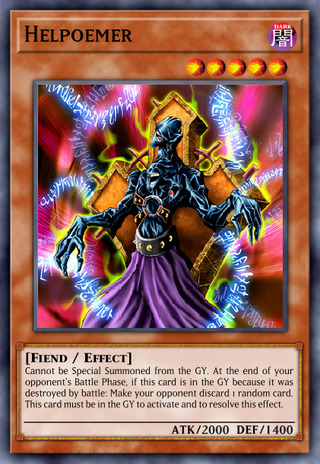 Helpoemer
DARK
闇
[Fiend / Effect]
Cannot be Special Summoned from the GY. At the end of your
opponent's Battle Phase, if this card is in the GY because it was
destroyed by battle: Make your opponent discard 1 random card.
This card must be in the GY to activate and to resolve this effect.
ATK/2000 DEF/1400